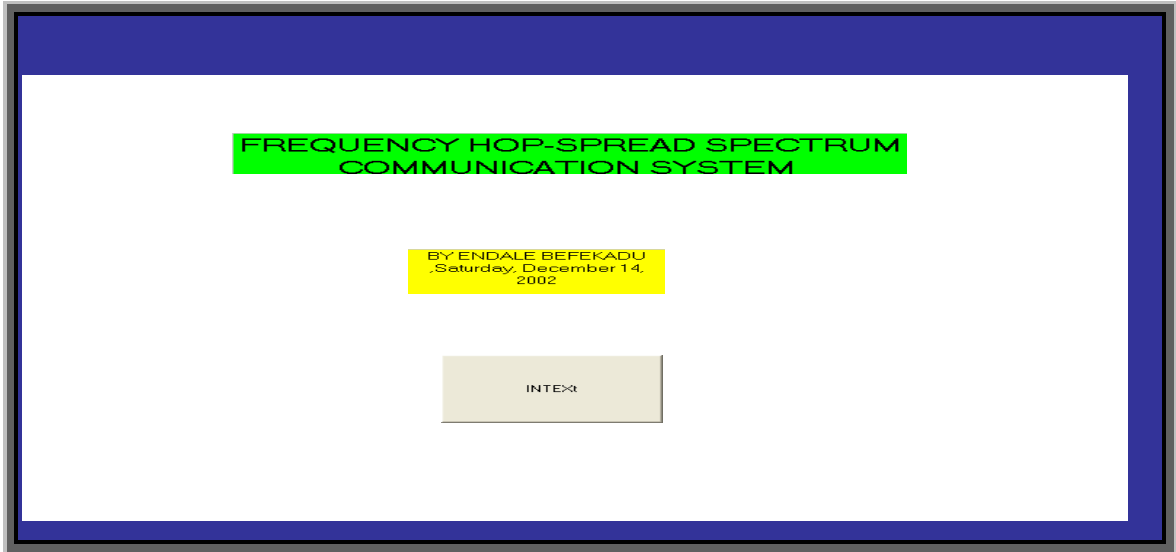 FREQUENCY HOP-SPREAD SPECTRUM
COMMUNICATION SYSTEM
BY ENDALE BEFEKADU
,Saturday, December 14,
2002
INTEXt